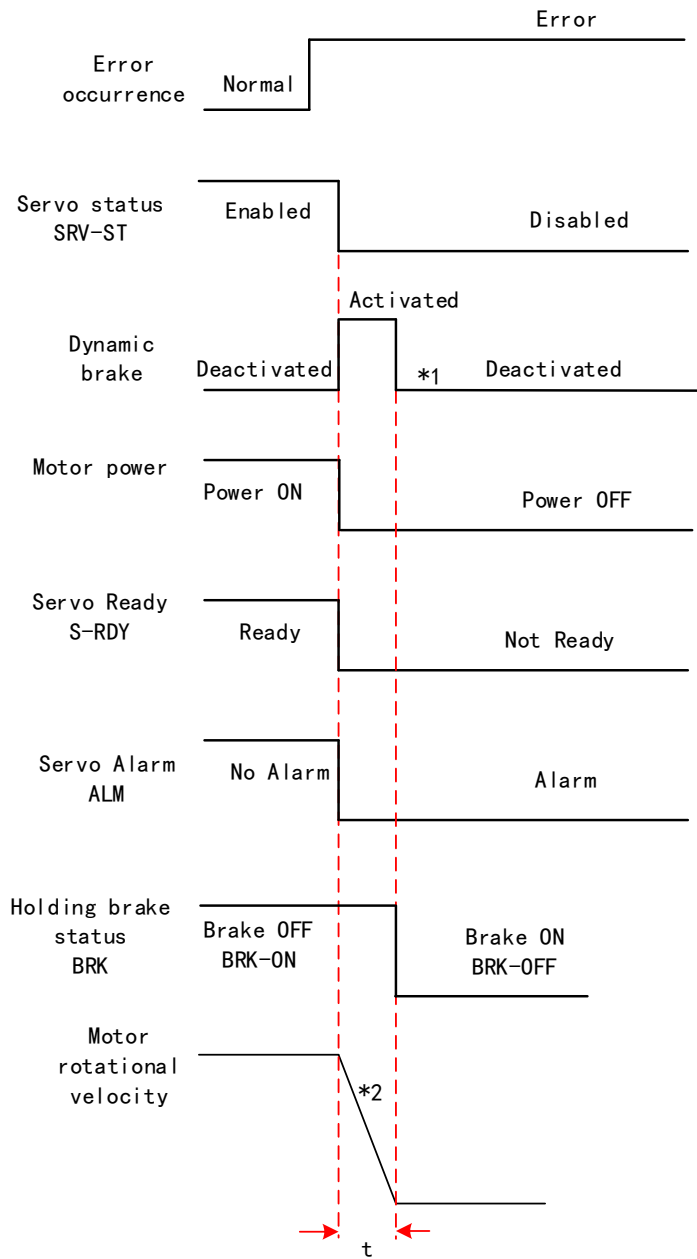 Error
Error
occurrence
Normal
Servo status
SRV-ST
Enabled
Disabled
Activated
Dynamic
brake
Deactivated
*1
Deactivated
Motor power
Power ON
Power OFF
Servo Ready
S-RDY
Ready
Not Ready
Servo Alarm
ALM
No Alarm
Alarm
Holding brake
status
BRK
Brake OFF
BRK-ON
Brake ON
BRK-OFF
Motor
rotational
velocity
*2
t